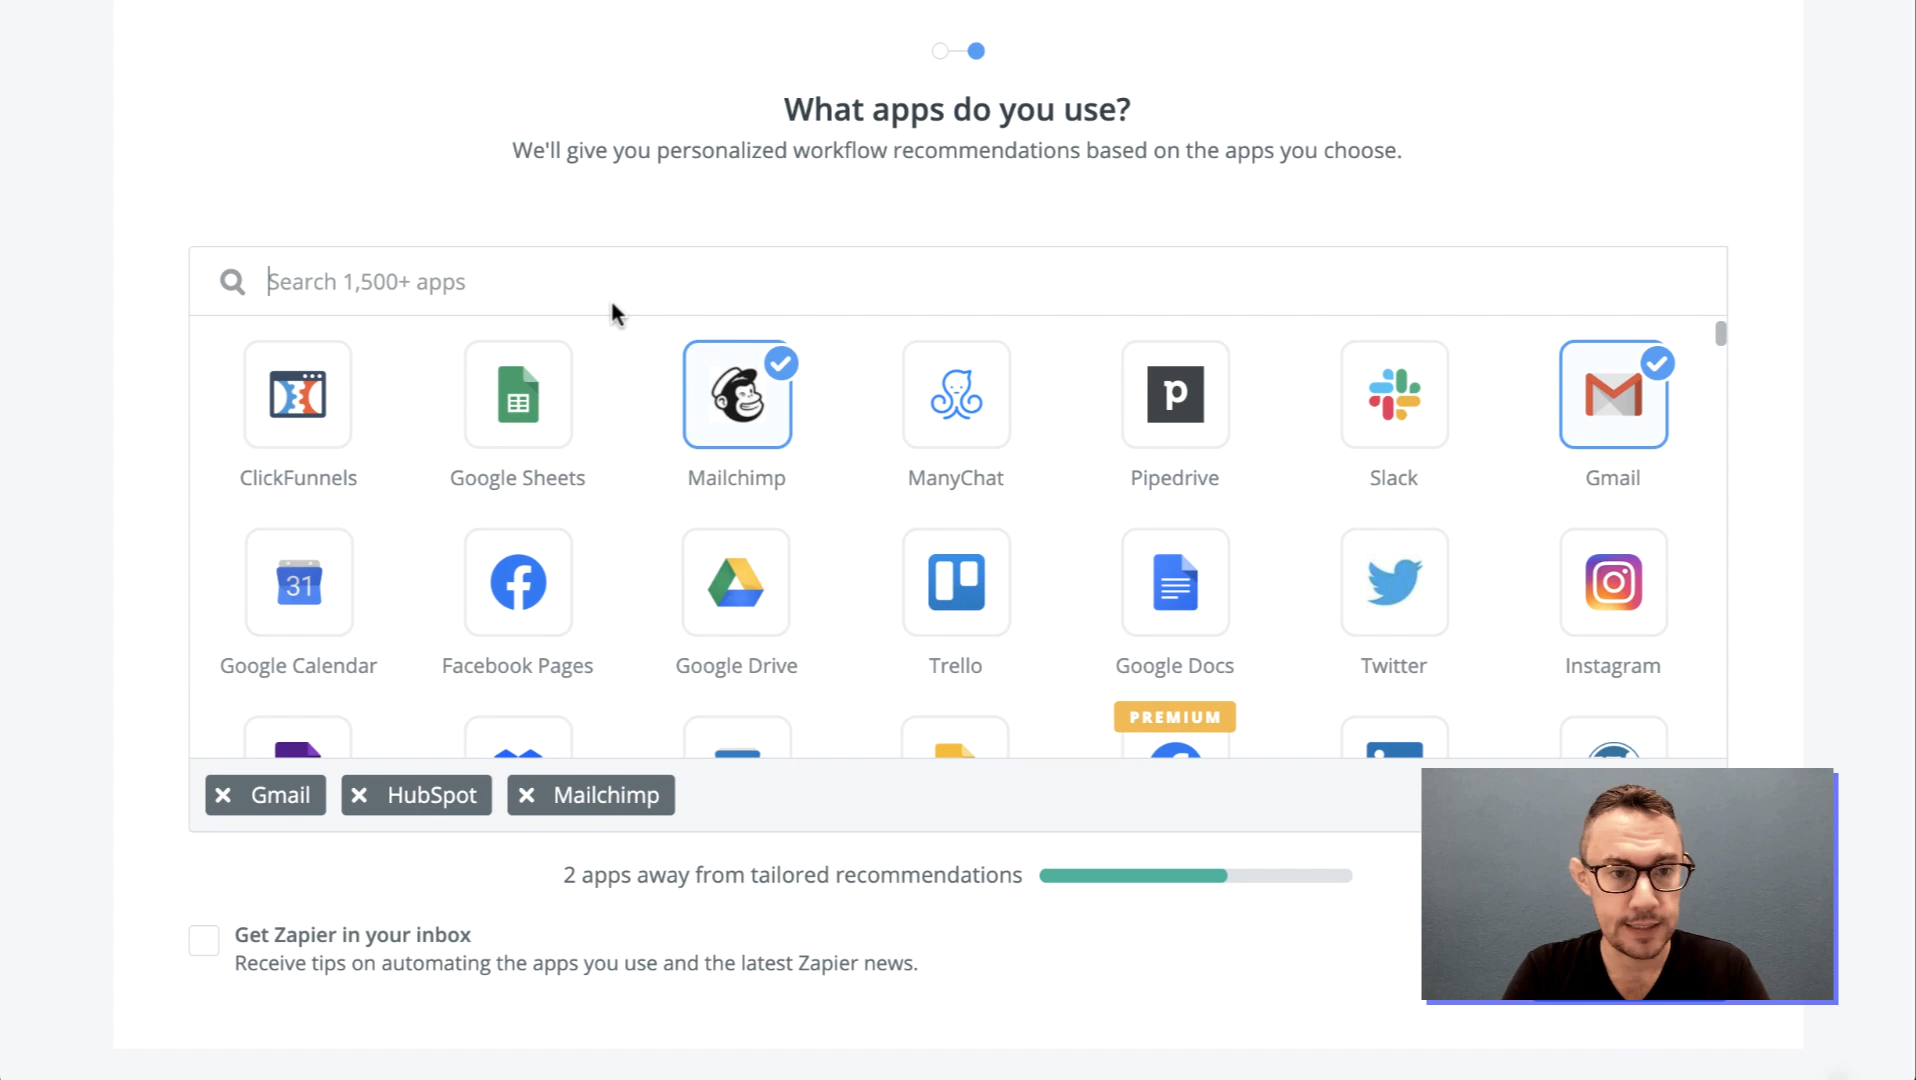 What apps do you use?
We'll give you personalized workflow recommendations based on the apps you choose.
Search 1,500+ apps
ClickFunnels
Google Sheets
Mailchimp
ManyChat
p
Pipedrive
Slack
Gmail
31
Google Calendar
Facebook Pages
Google Drive
Trello
Google Docs
Twitter
Instagram
PREMIUM
Gmail
HubSpot
Mailchimp
2 apps away from tailored recommendations
Get Zapier in your inbox
Receive tips on automating the apps you use and the latest Zapier news.